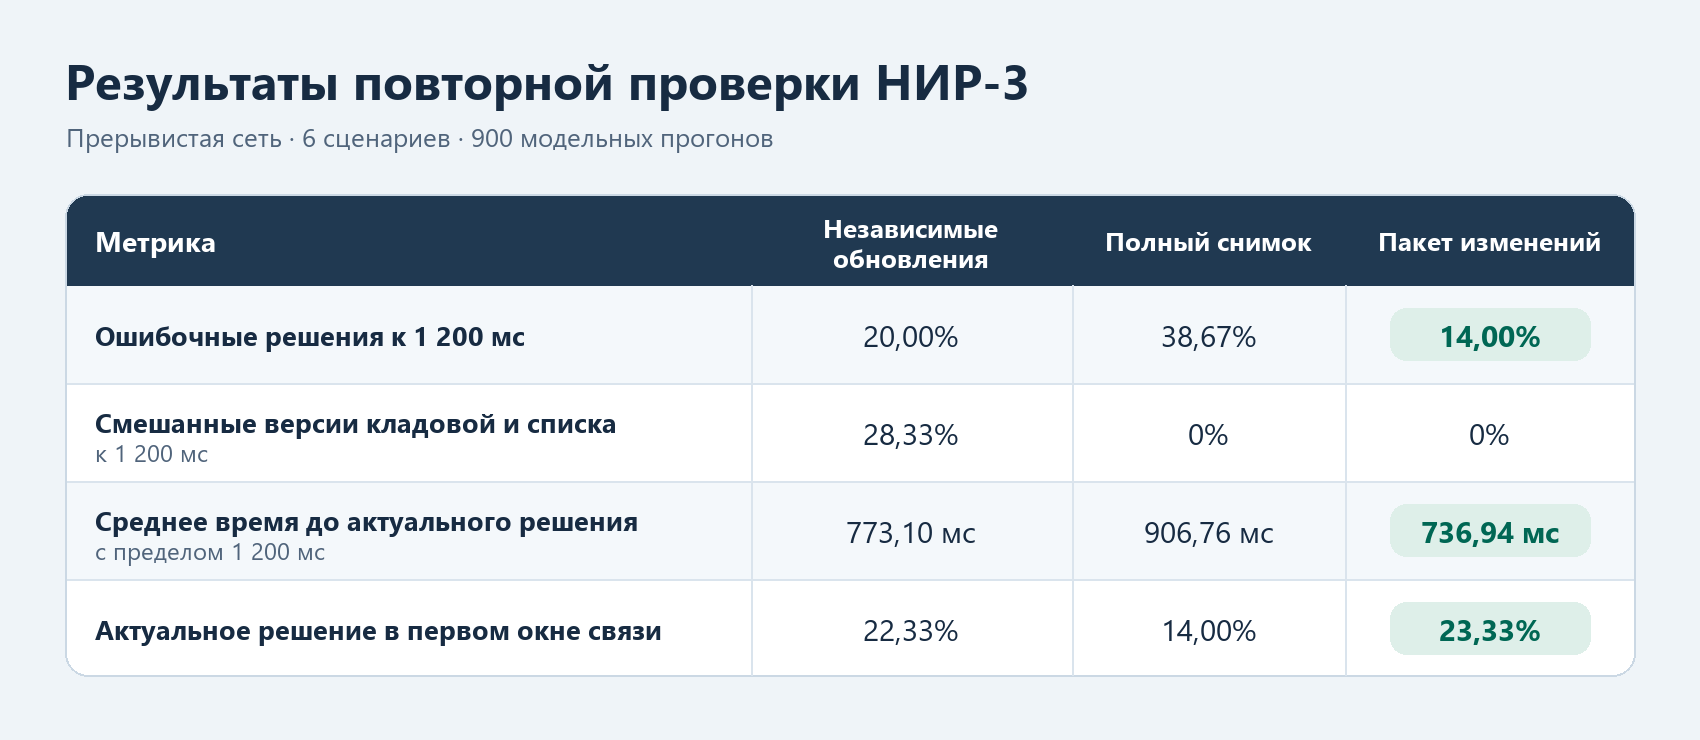 Результаты повторной проверки НИР-3
Прерывистая сеть · 6 сценариев · 900 модельных прогонов
Метрика
Независимые
обновления
Полный снимок
Пакет изменений
Ошибочные решения к 1 200 мс
20,00%
38,67%
14,00%
Смешанные версии кладовой и списка
к 1 200 мс
28,33%
0%
0%
Среднее время до актуального решения
с пределом 1 200 мс
773,10 мс
906,76 мс
736,94 мс
Актуальное решение в первом окне связи
22,33%
14,00%
23,33%